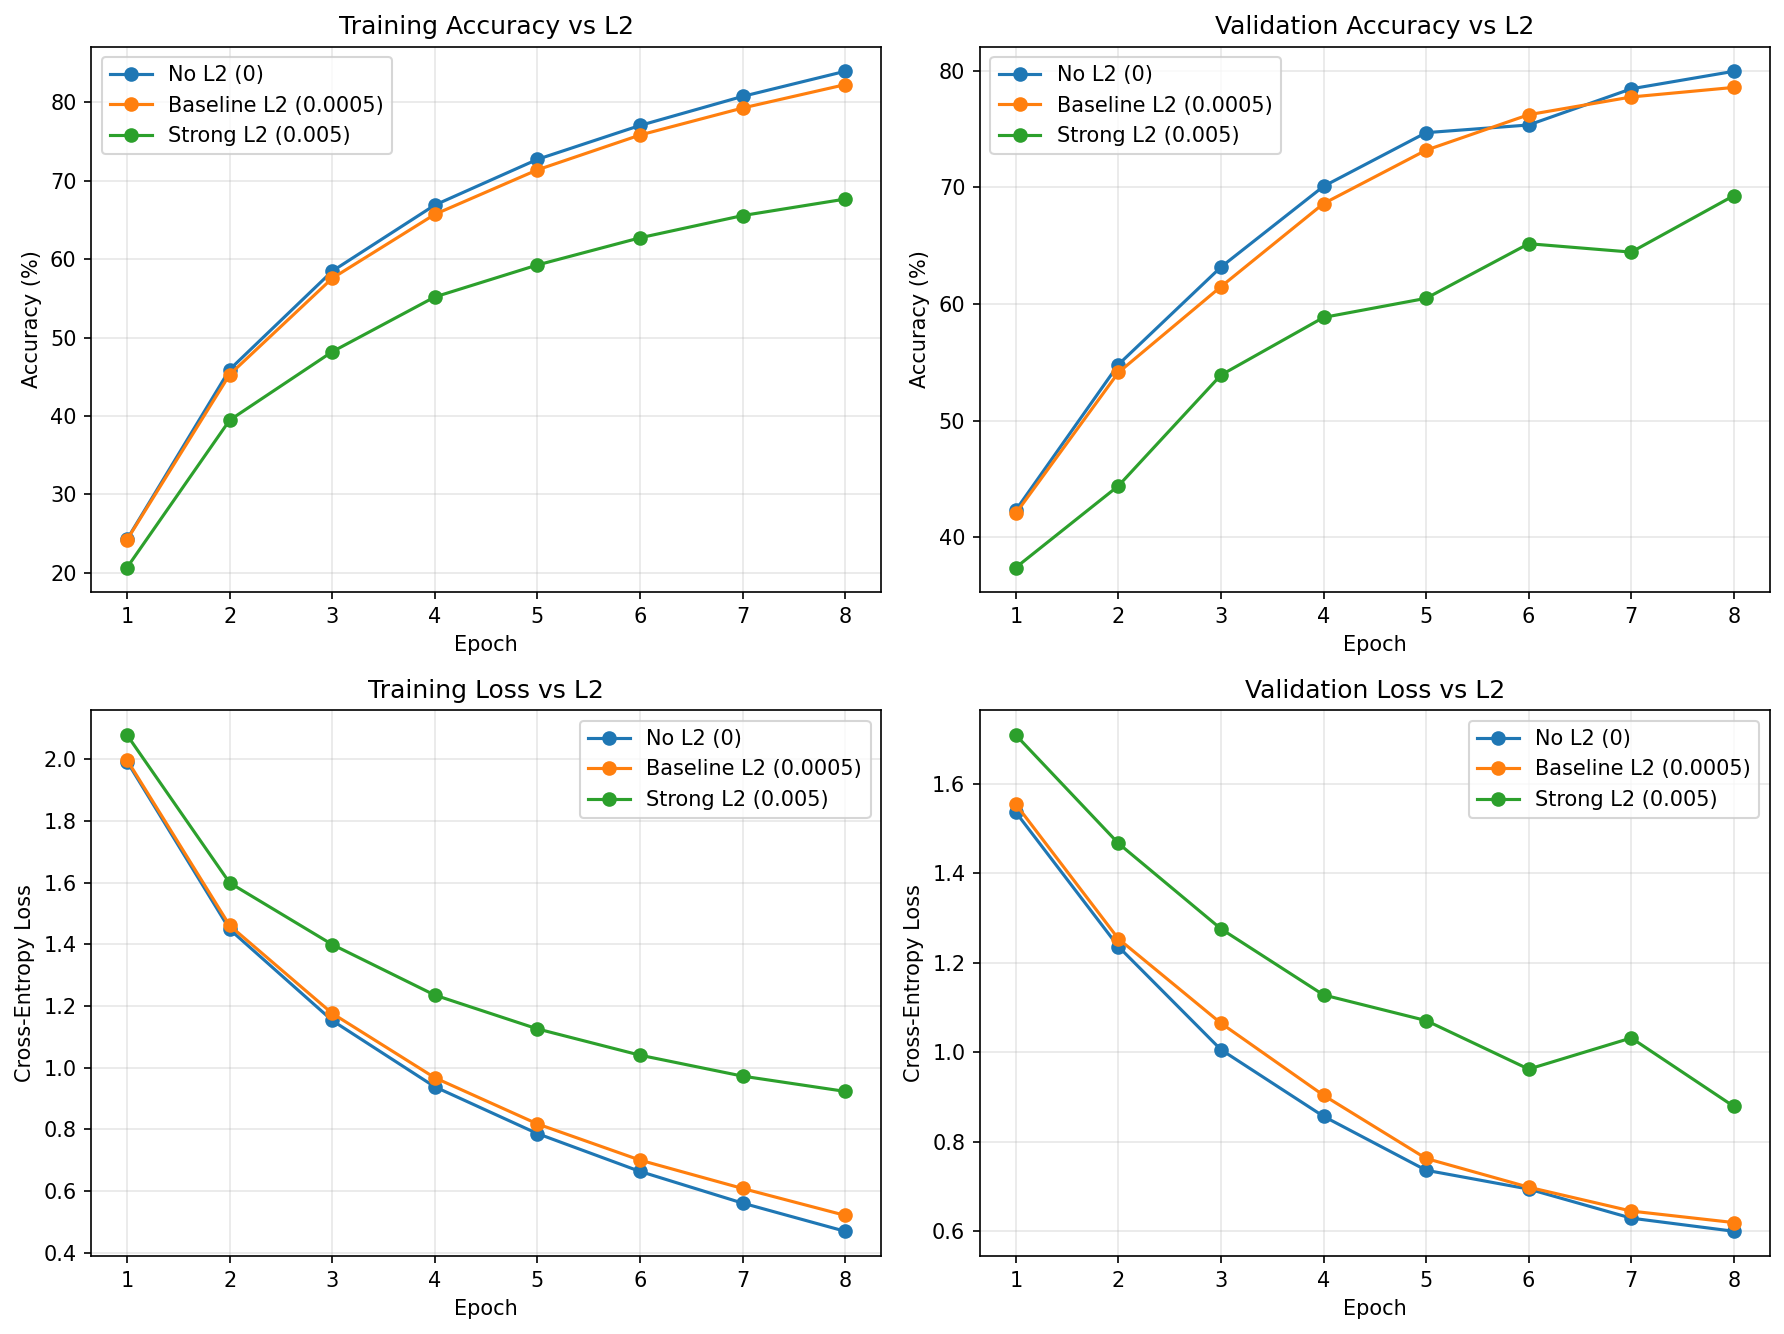 Training Accuracy vs L2
No L2 (0)
Baseline L2 (0.0005)
Strong L2 (0.005)
80
70
60
50
40
30
20
Accuracy (%)
1 2 3 4 5 6 7 8
Epoch
Validation Accuracy vs L2
No L2 (0)
Baseline L2 (0.0005)
Strong L2 (0.005)
80
70
60
50
40
Accuracy (%)
1 2 3 4 5 6 7 8
Epoch
Training Loss vs L2
No L2 (0)
Baseline L2 (0.0005)
Strong L2 (0.005)
2.0
1.8
1.6
1.4
1.2
1.0
0.8
0.6
0.4
Cross-Entropy Loss
1 2 3 4 5 6 7 8
Epoch
Validation Loss vs L2
No L2 (0)
Baseline L2 (0.0005)
Strong L2 (0.005)
1.6
1.4
1.2
1.0
0.8
0.6
Cross-Entropy Loss
1 2 3 4 5 6 7 8
Epoch